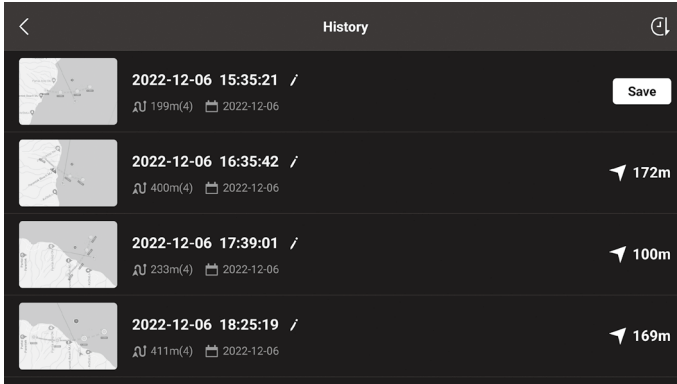 History
2022-12-06 15:35:21
199m(4) 2022-12-06
Save
2022-12-06 16:35:42
400m(4) 2022-12-06
172m
2022-12-06 17:39:01
233m(4) 2022-12-06
100m
2022-12-06 18:25:19
411m(4) 2022-12-06
169m